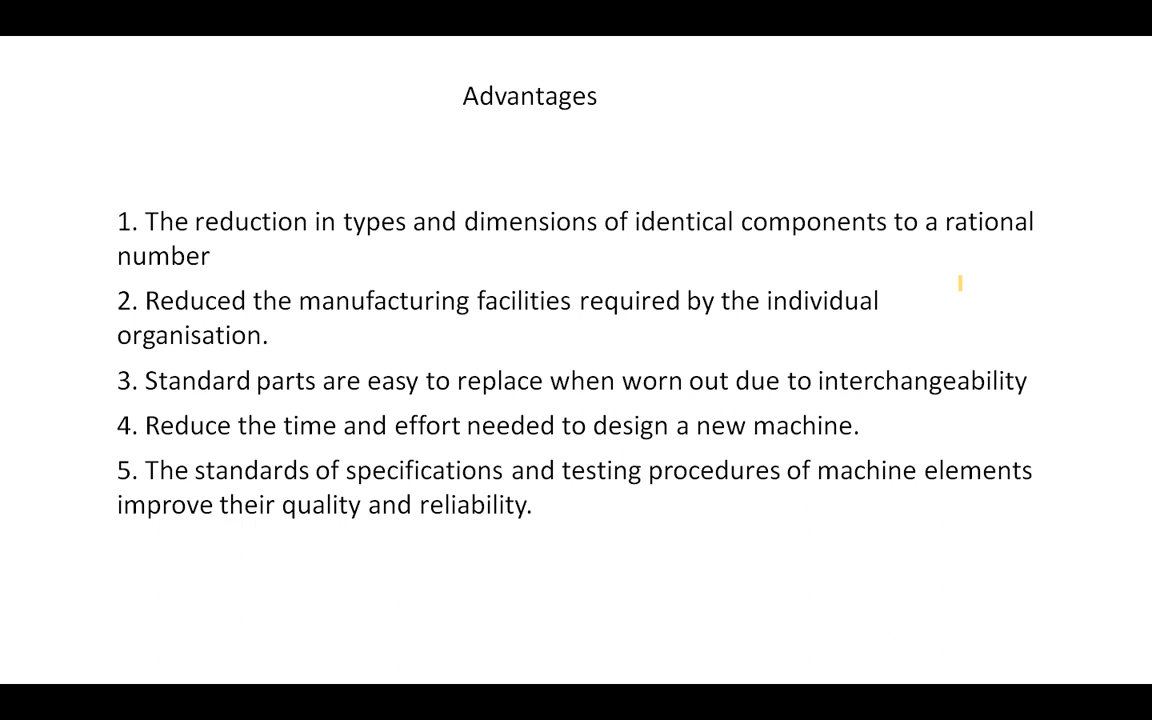 Advantages
1. The reduction in types and dimensions of identical components to a rational
number
2. Reduced the manufacturing facilities required by the individual
organisation.
3. Standard parts are easy to replace when worn out due to interchangeability
4. Reduce the time and effort needed to design a new machine.
5. The standards of specifications and testing procedures of machine elements
improve their quality and reliability.